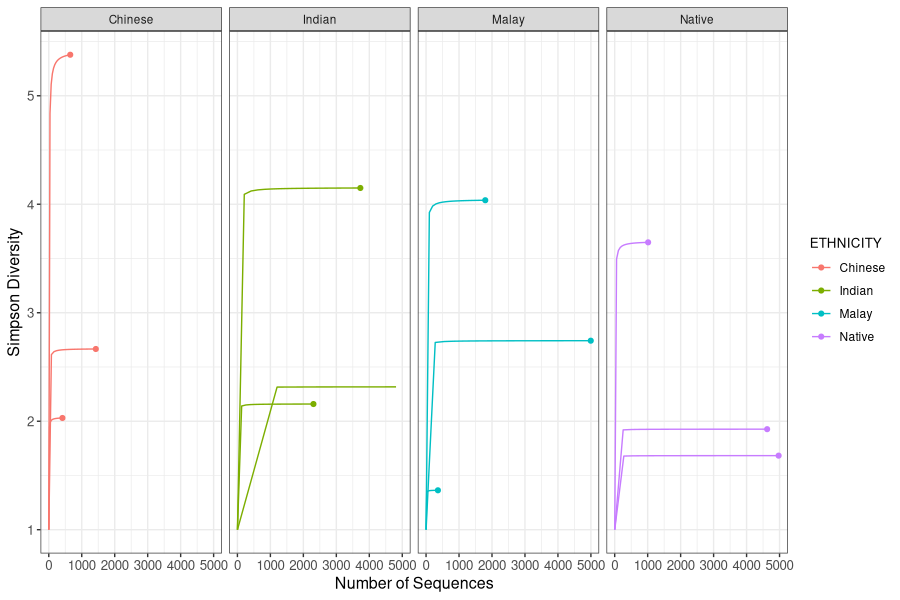 Chinese Indian Malay Native
Simpson Diversity
5
4
3
2
1
0 1000 2000 3000 4000 5000 0 1000 2000 3000 4000 5000 0 1000 2000 3000 4000 5000 0 1000 2000 3000 4000 5000
Number of Sequences
ETHNICITY
Chinese
Indian
Malay
Native